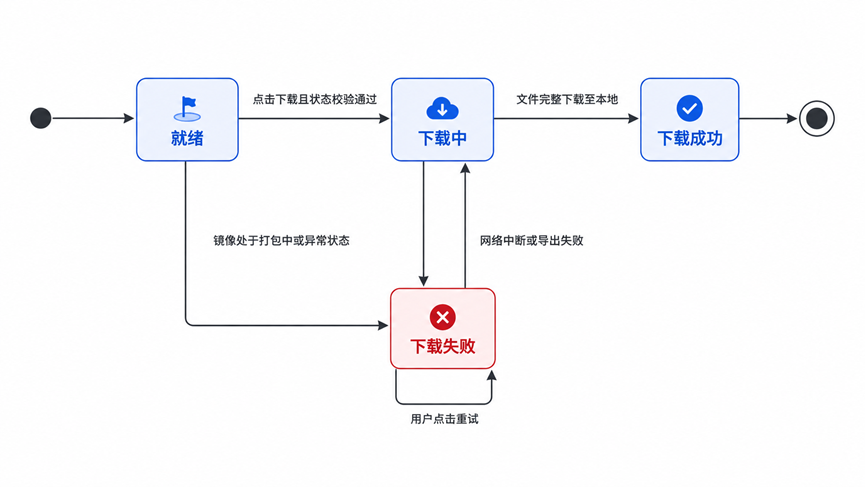 点击下载且状态校验通过
文件完整下载至本地
就绪
下载中
下载成功
镜像处于打包中或异常状态
网络中断或导出失败
下载失败
用户点击重试